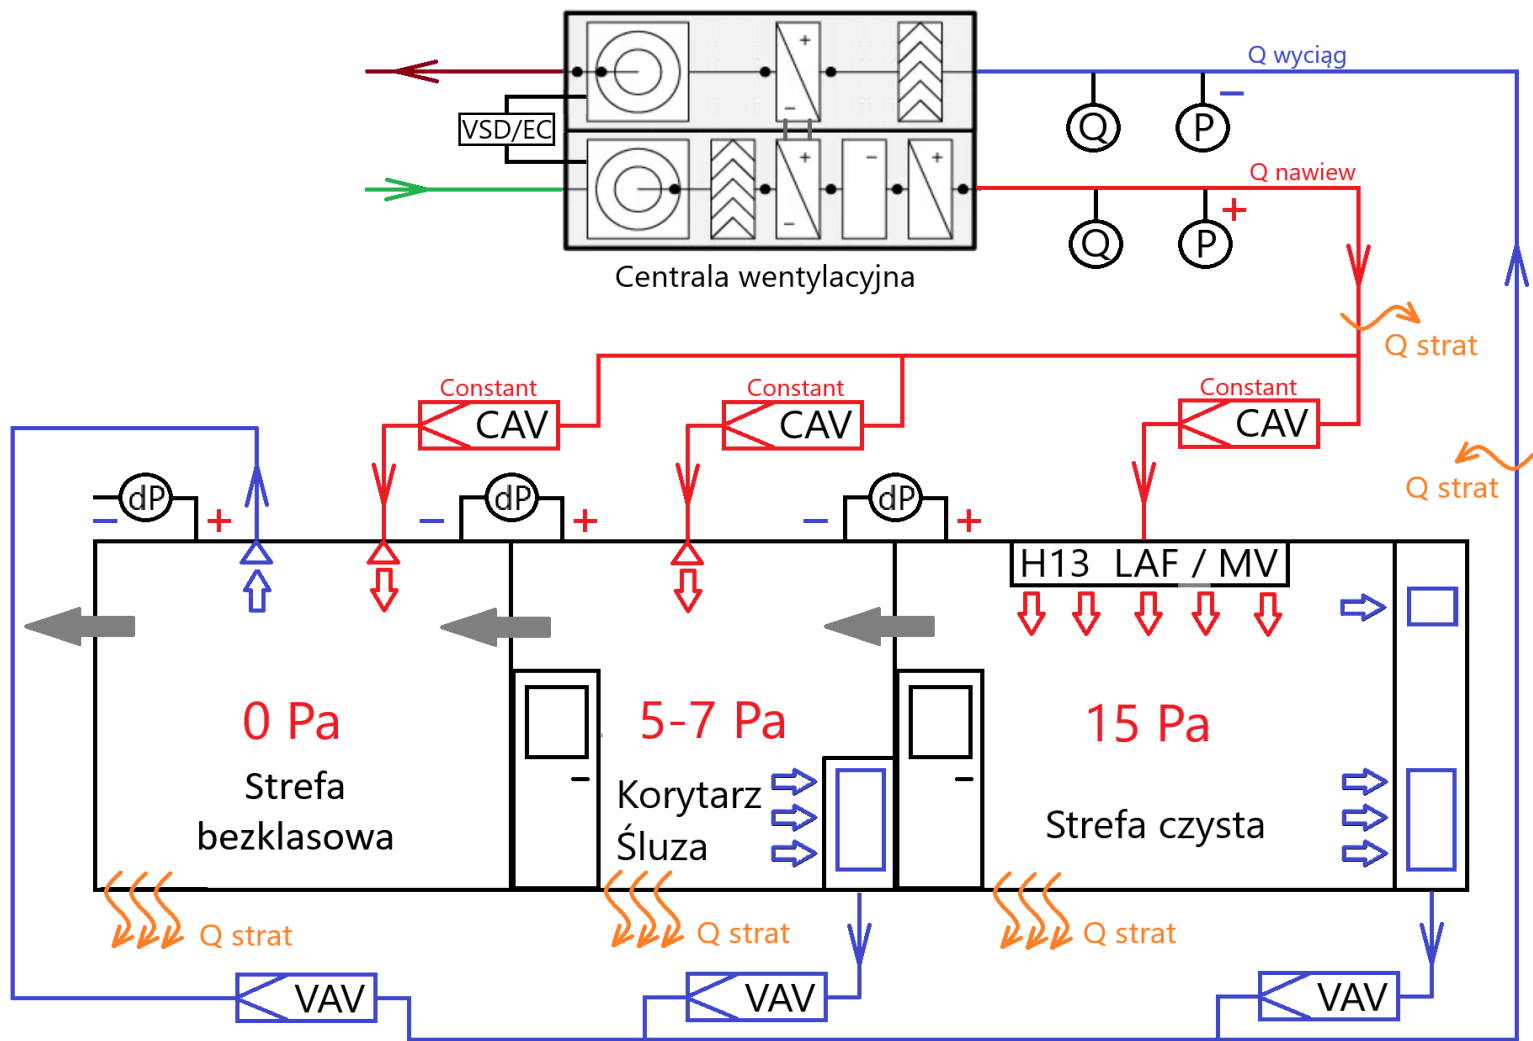 Q wyciąg
VSD/EC
Q
P
−
+
−
Q nawiew
+
−
−
+
+
−
Q
P
+
Centrala wentylacyjna
Q strat
Constant
Constant
Constant
CAV
CAV
CAV
Q strat
dP
dP
dP
−
+
−
+
−
+
H13 LAF / MV
0 Pa
5-7 Pa
15 Pa
Strefa
bezklasowa
Korytarz
Śluza
Strefa czysta
Q strat
Q strat
Q strat
VAV
VAV
VAV